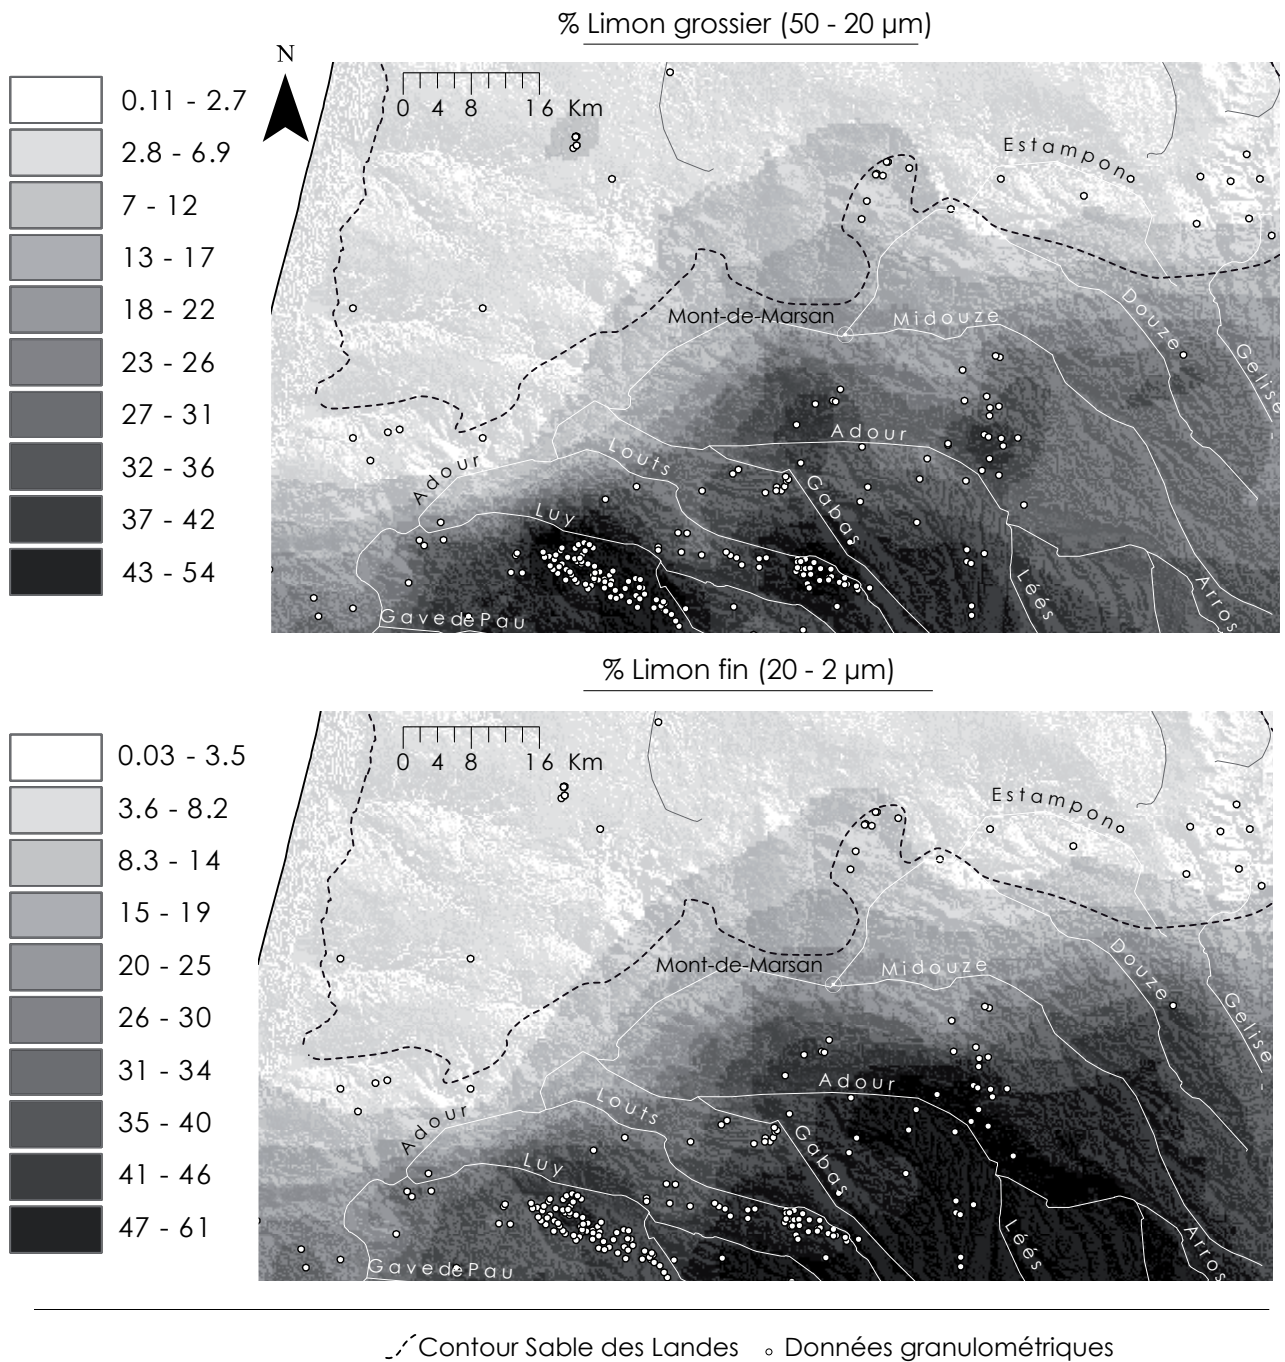 % Limon grossier (50 - 20 µm)
N
0.11 - 2.7
2.8 - 6.9
7 - 12
13 - 17
18 - 22
23 - 26
27 - 31
32 - 36
37 - 42
43 - 54
0 4 8 16 Km
Estampon
Mont-de-Marsan
Midouze
Douze
Gelise
Adour
Louts
Adour
Gabas
Luy
Léés
Arros
Gave de Pau
% Limon fin (20 - 2 µm)
0.03 - 3.5
3.6 - 8.2
8.3 - 14
15 - 19
20 - 25
26 - 30
31 - 34
35 - 40
41 - 46
47 - 61
0 4 8 16 Km
Estampon
Mont-de-Marsan
Midouze
Douze
Gelise
Adour
Louts
Adour
Gabas
Luy
Léés
Arros
Gave de Pau
Contour Sable des Landes
Données granulométriques